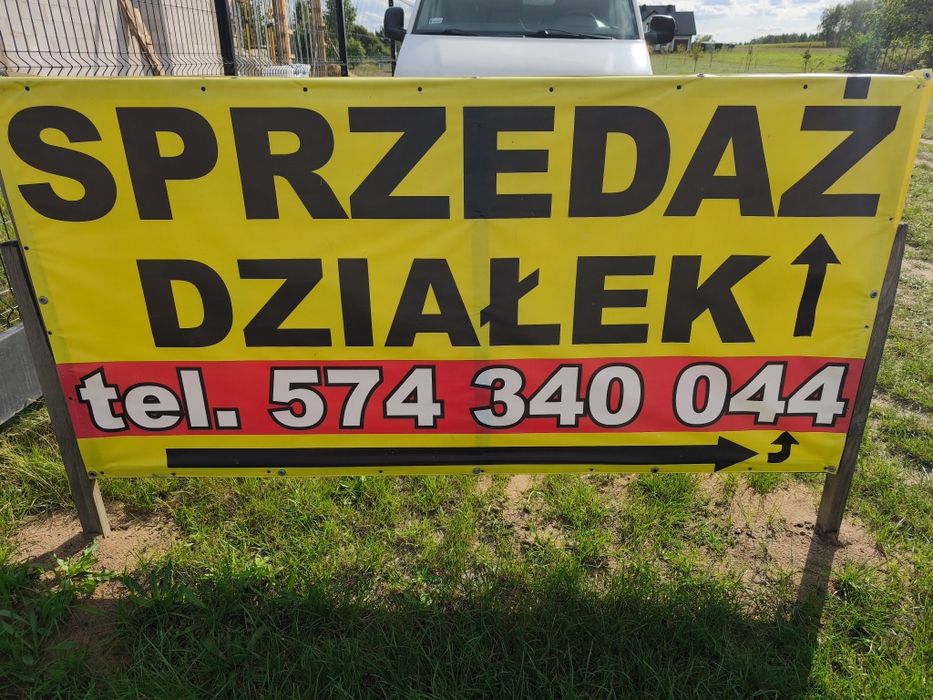 SPRZEDAŻ
DZIAŁEK
tel. 574 340 044